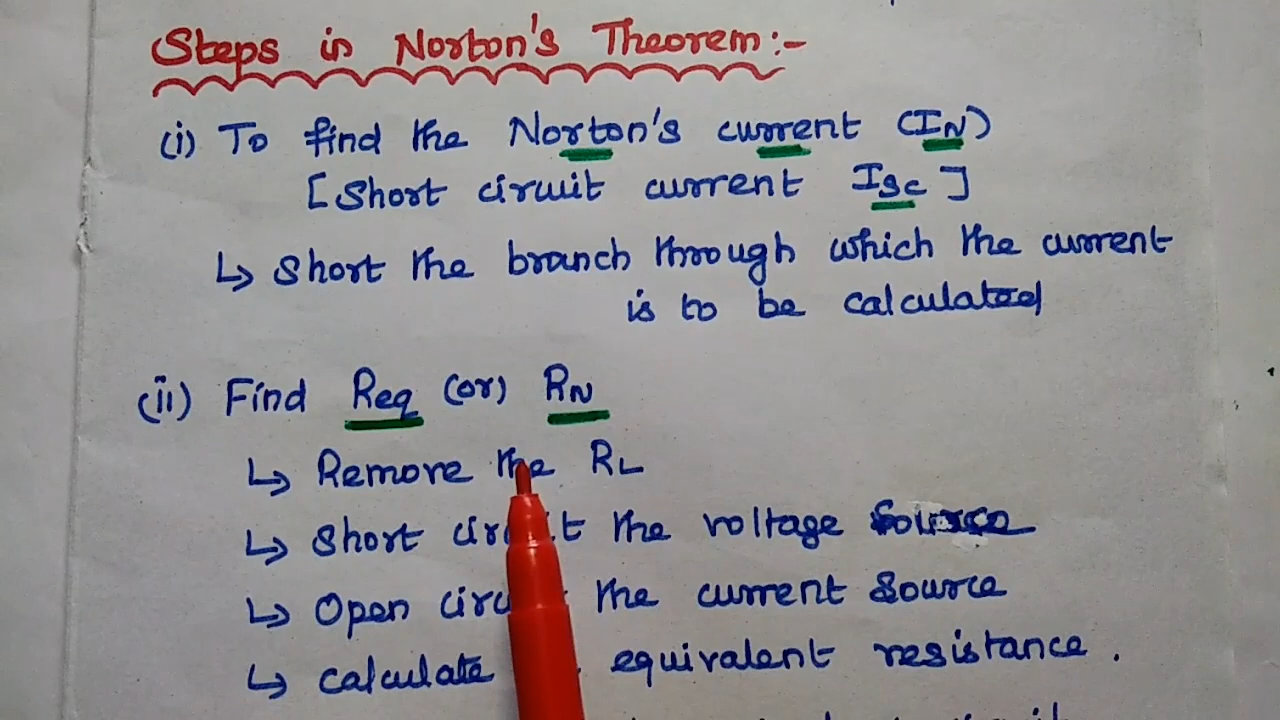 Steps in Norton's Theorem:-
(i) To find the Norton's current (IN)
[Short circuit current Isc]
↳ Short the branch through which the current
is to be calculated
(ii) Find Req (or) RN
↳ Remove the RL
↳ Short the voltage source
↳ Open the current source
↳ calculate equivalent resistance.